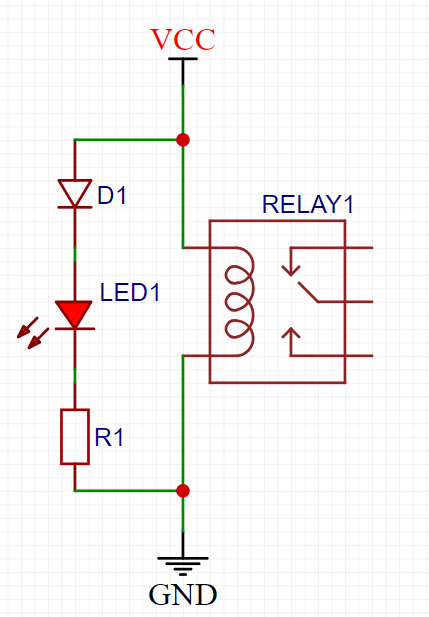 VCC
D1
RELAY1
LED1
R1
GND